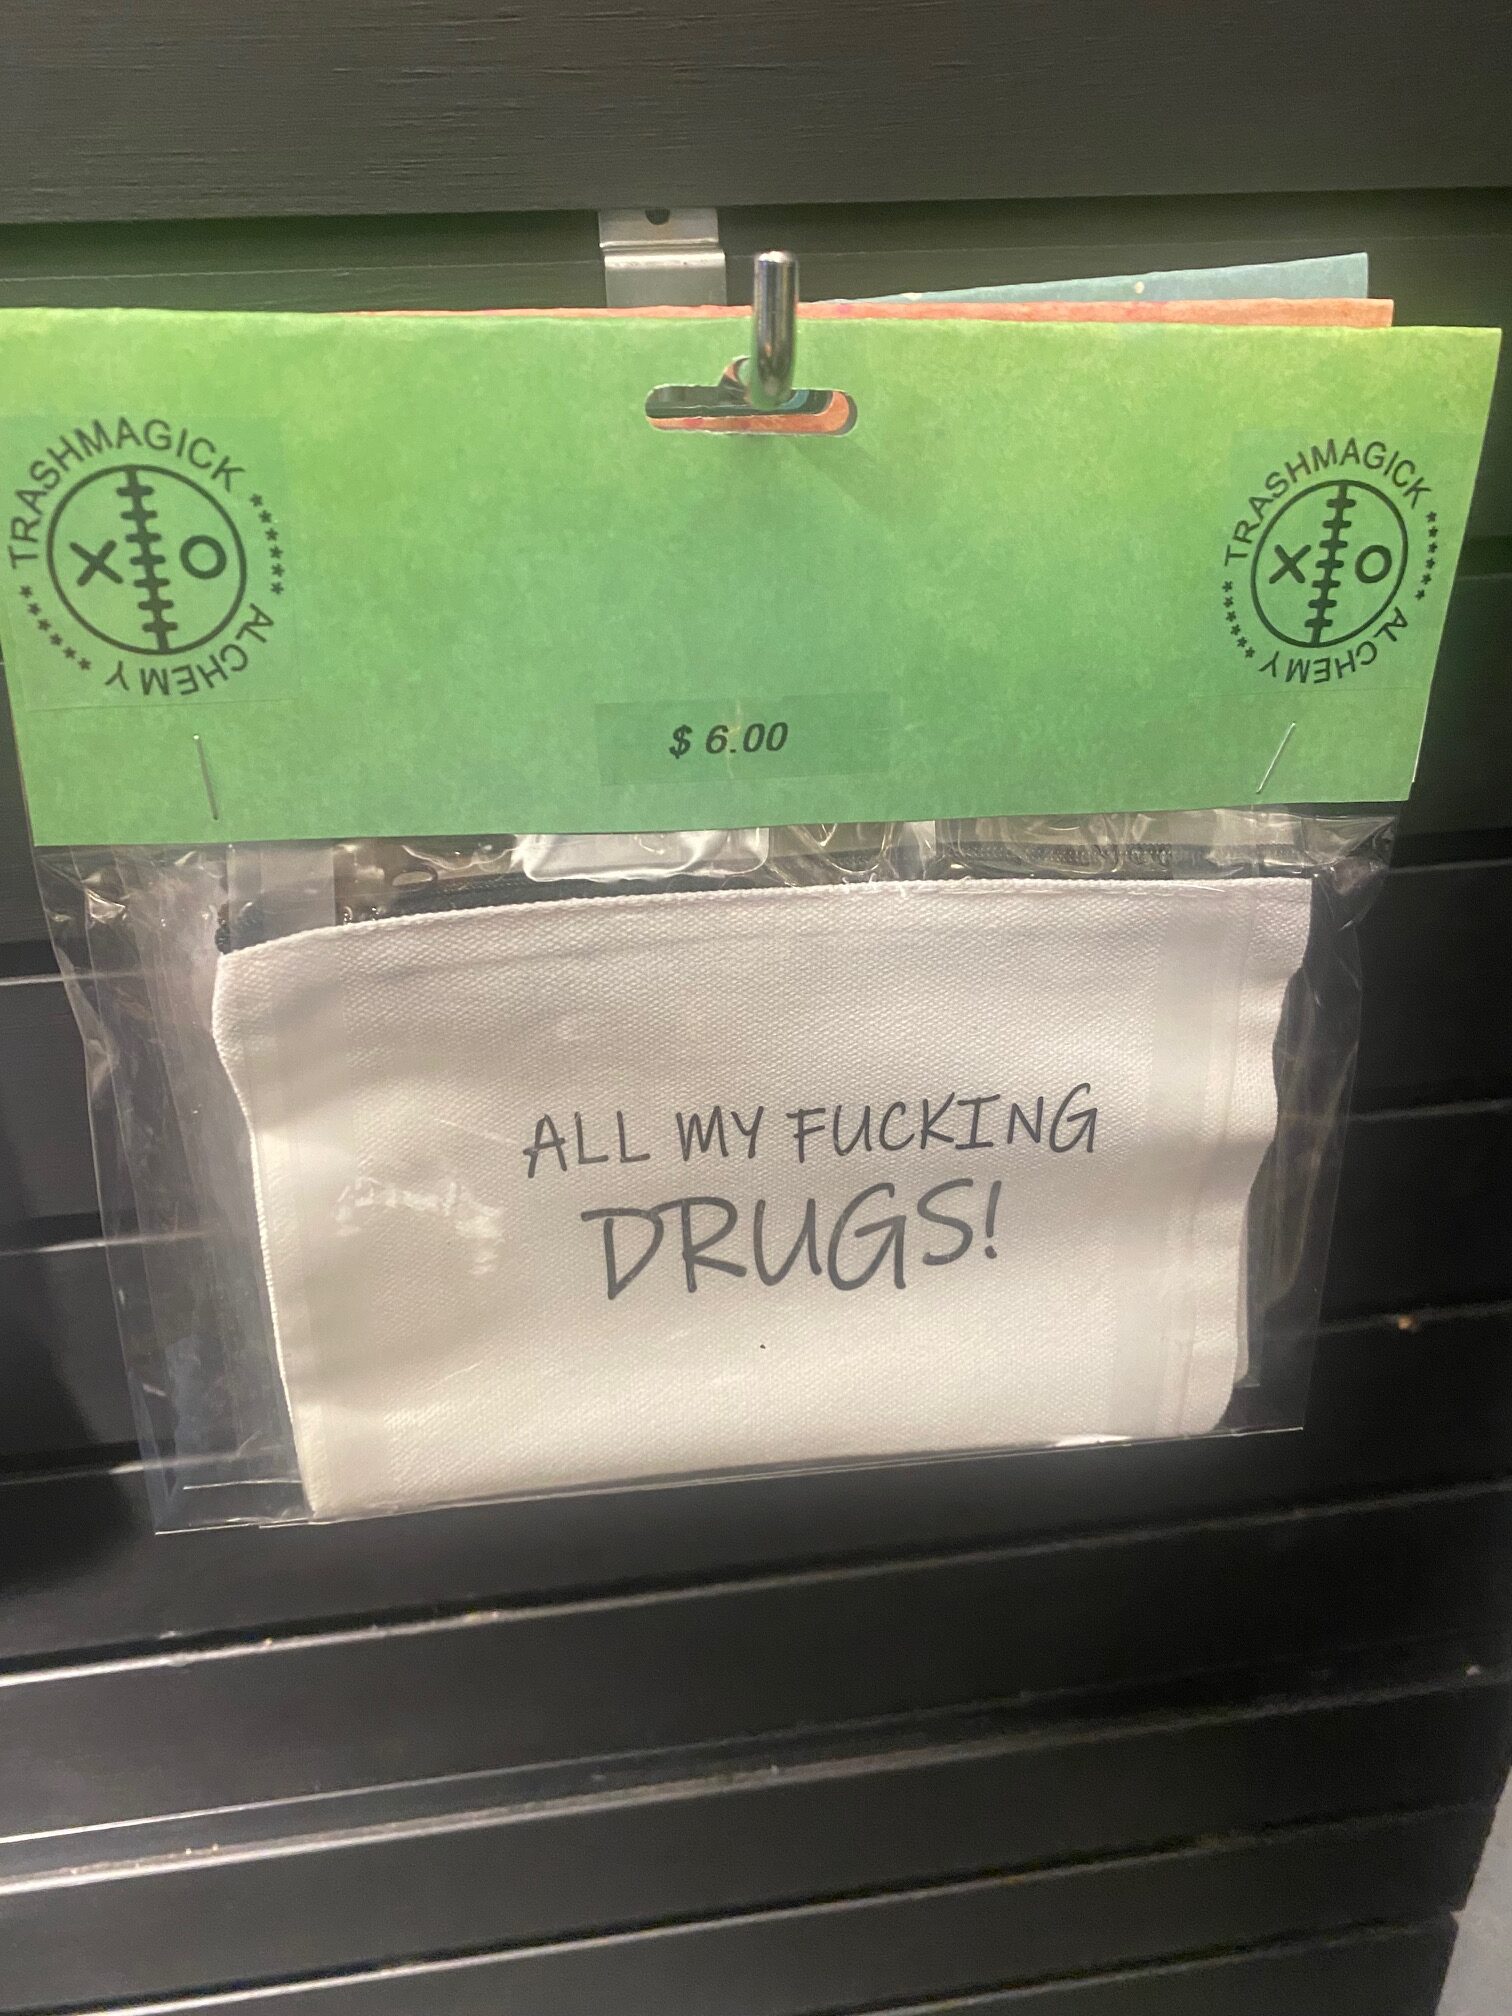 TRASHMAGICK ****** ALCHEMY ******
X O
TRASHMAGICK ****** ALCHEMY ******
X O
$ 6.00
ALL MY FUCKING
DRUGS!